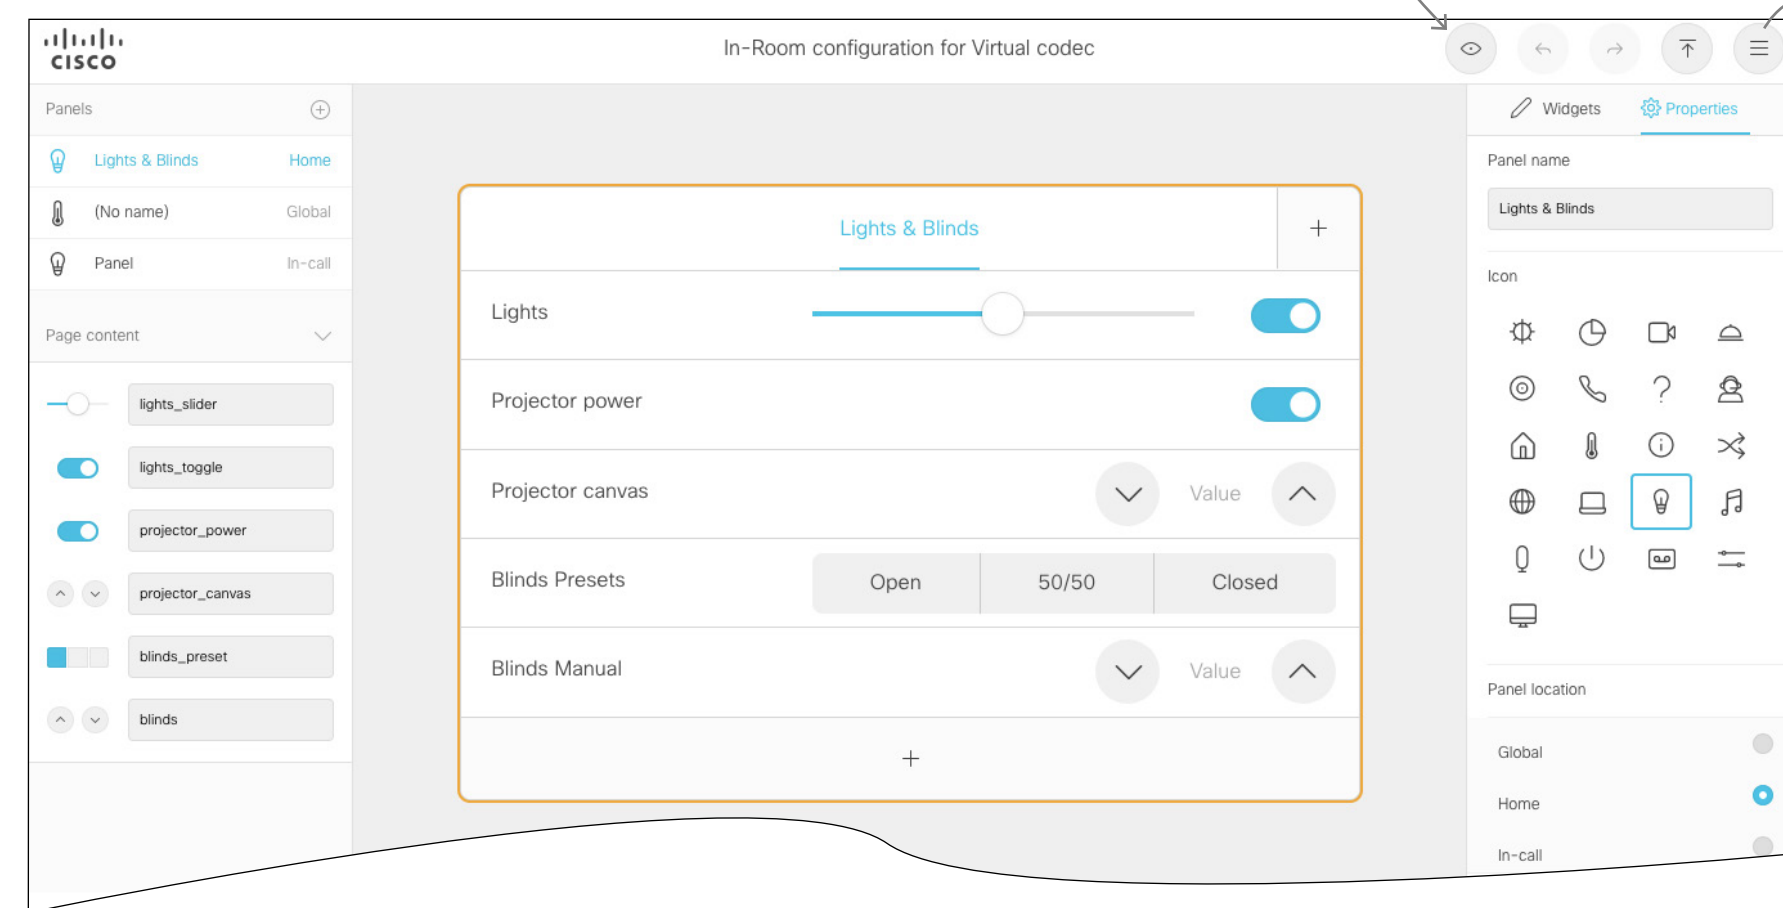 CISCO
In-Room configuration for Virtual codec
Panels
Lights & Blinds Home
(No name) Global
Panel In-call
Page content
lights_slider
lights_toggle
projector_power
projector_canvas
blinds_preset
blinds
Lights & Blinds
Lights
Projector power
Projector canvas Value
Blinds Presets Open 50/50 Closed
Blinds Manual Value
Widgets Properties
Panel name
Lights & Blinds
Icon
Panel location
Global
Home
In-call